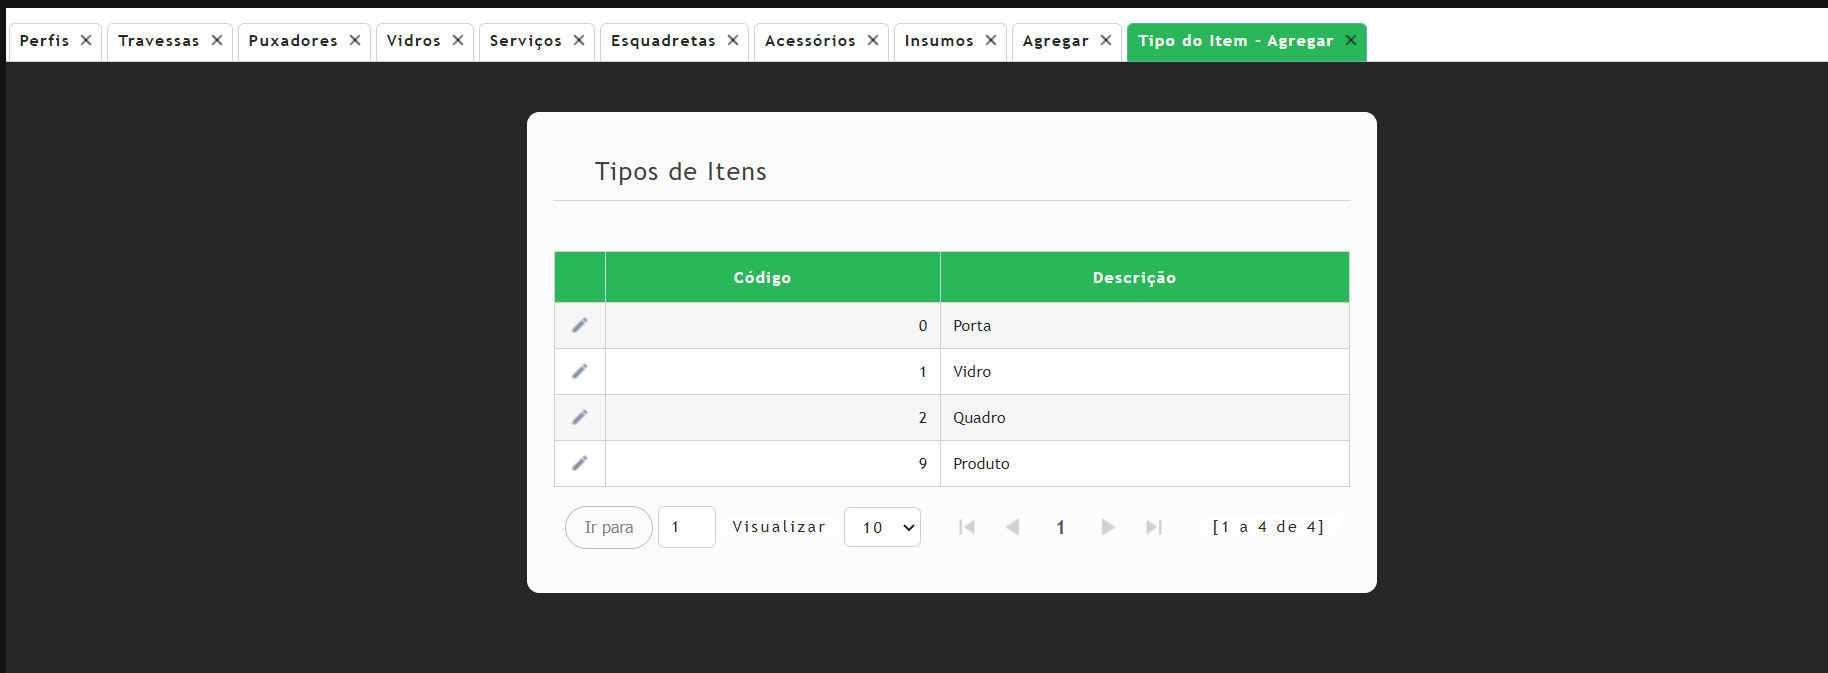 Perfis Travessas Puxadores Vidros Serviços Esquadretas Acessórios Insumos Agregar Tipo do Item - Agregar
Tipos de Itens
Código Descrição
0 Porta
1 Vidro
2 Quadro
9 Produto
Ir para 1 Visualizar 10 1 [1 a 4 de 4]